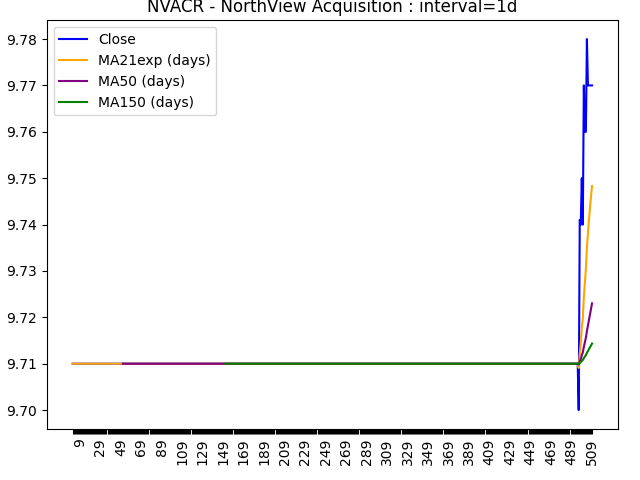 NVACR - NorthView Acquisition : interval=1d
Close
MA21exp (days)
MA50 (days)
MA150 (days)
9.78
9.77
9.76
9.75
9.74
9.73
9.72
9.71
9.70
9 29 49 69 89 109 129 149 169 189 209 229 249 269 289 309 329 349 369 389 409 429 449 469 489 509